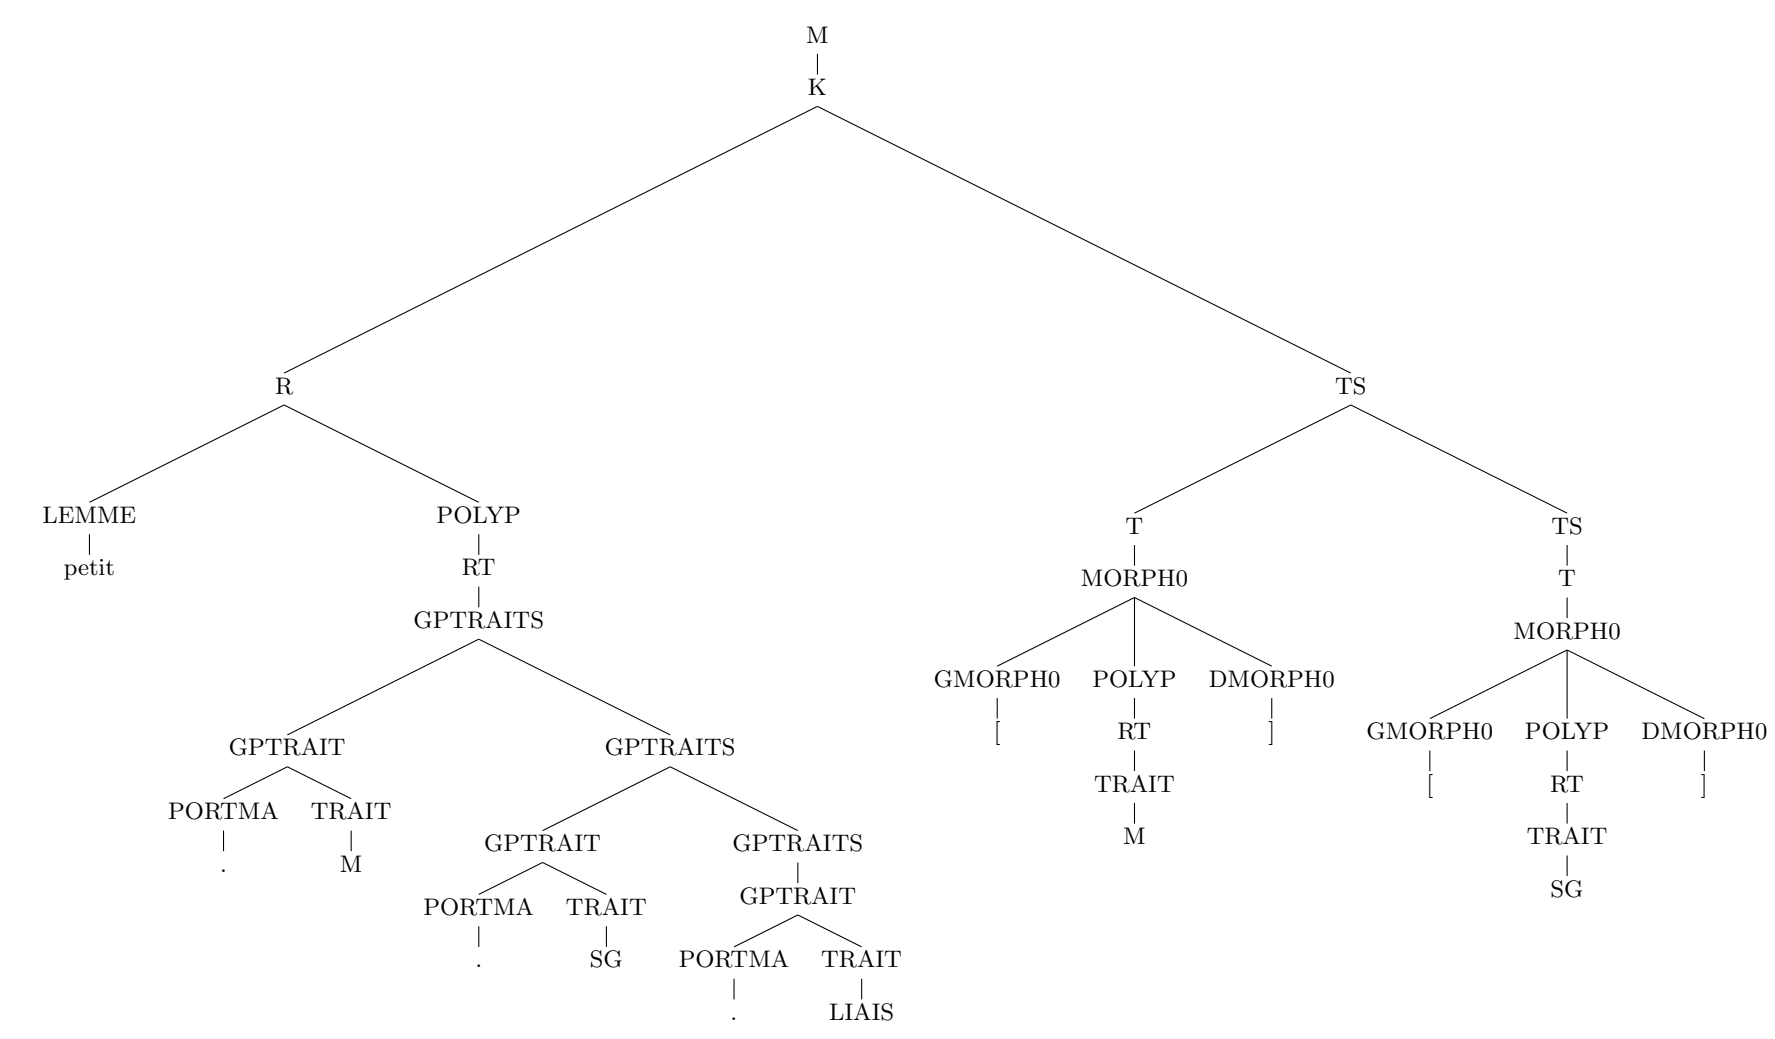 M
K
R TS
LEMME POLYP T TS
petit RT MORPH0 T
GPTRAITS MORPH0
GMORPH0 POLYP DMORPH0
[ RT ] GMORPH0 POLYP DMORPH0
GPTRAIT GPTRAITS
TRAIT [ RT ]
PORTMA TRAIT
M TRAIT
GPTRAIT GPTRAITS
. M SG
PORTMA TRAIT GPTRAIT
. SG PORTMA TRAIT
. LIAIS